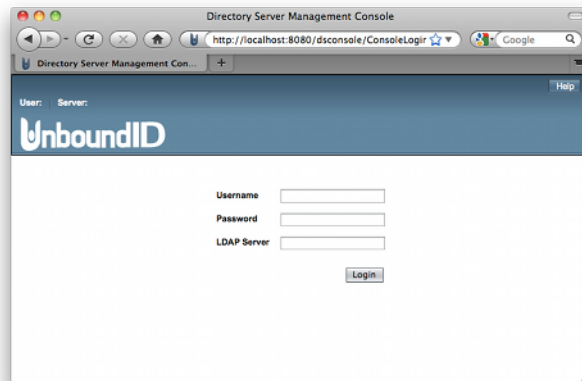 Directory Server Management Console
http://localhost:8080/dsconsole/ConsoleLogin
Google
Directory Server Management Con...
+
Help
User: Server:
UnboundID
Username
Password
LDAP Server
Login